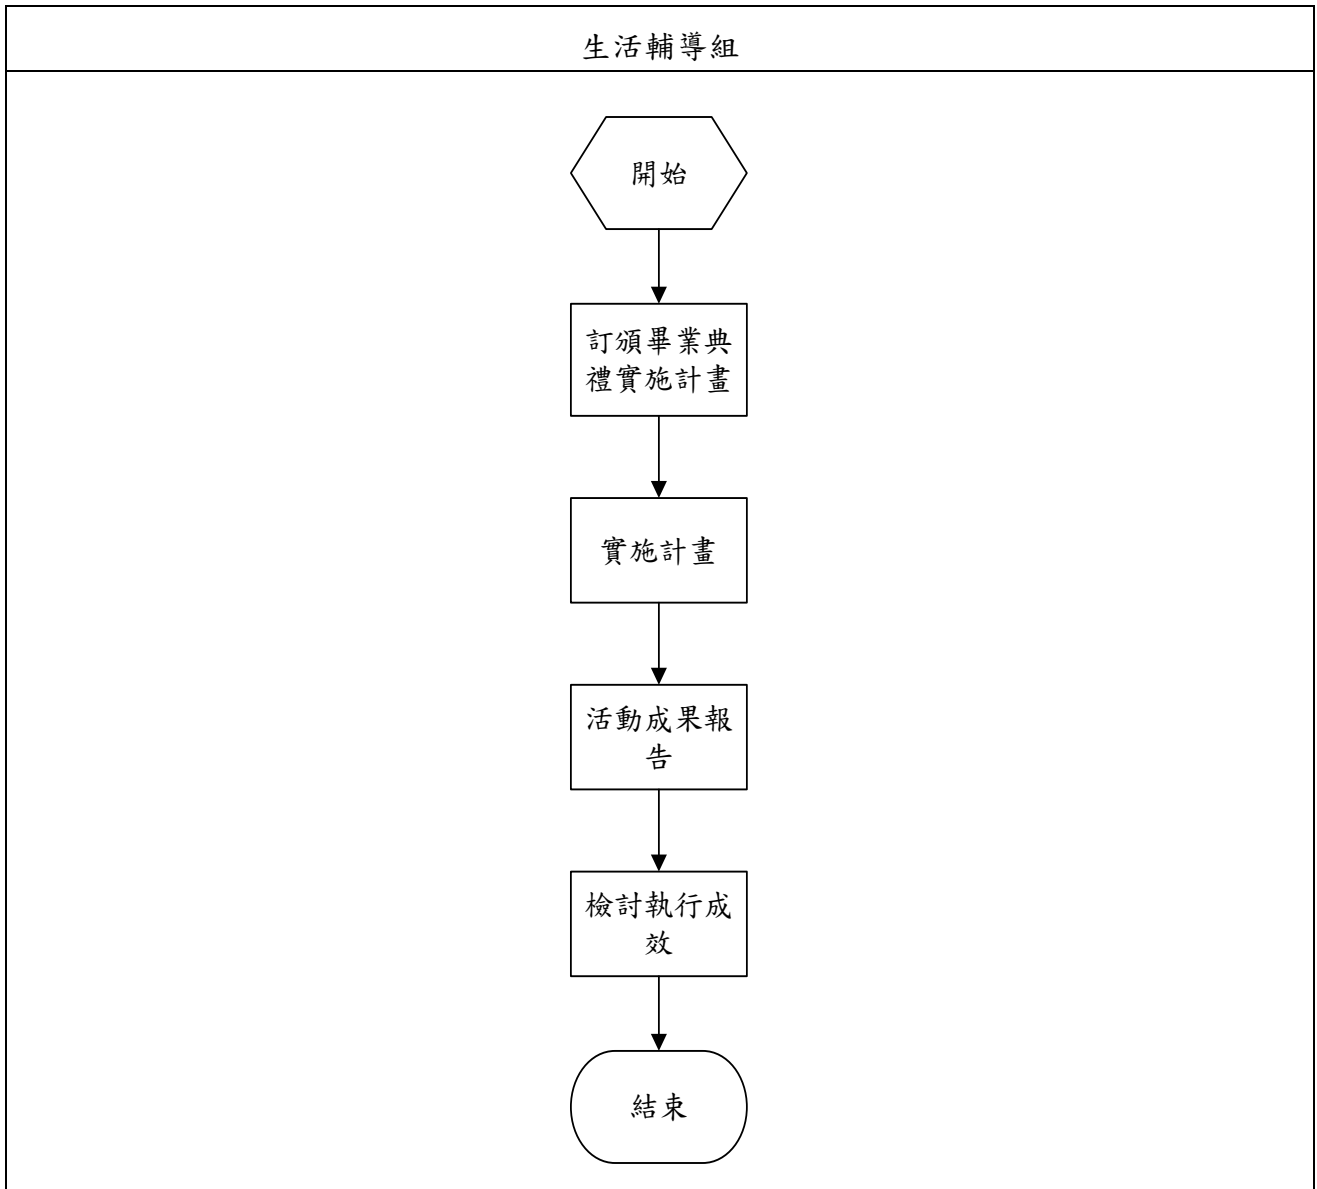 生活輔導組
開始
訂頒畢業典
禮實施計畫
實施計畫
活動成果報
告
檢討執行成
效
結束